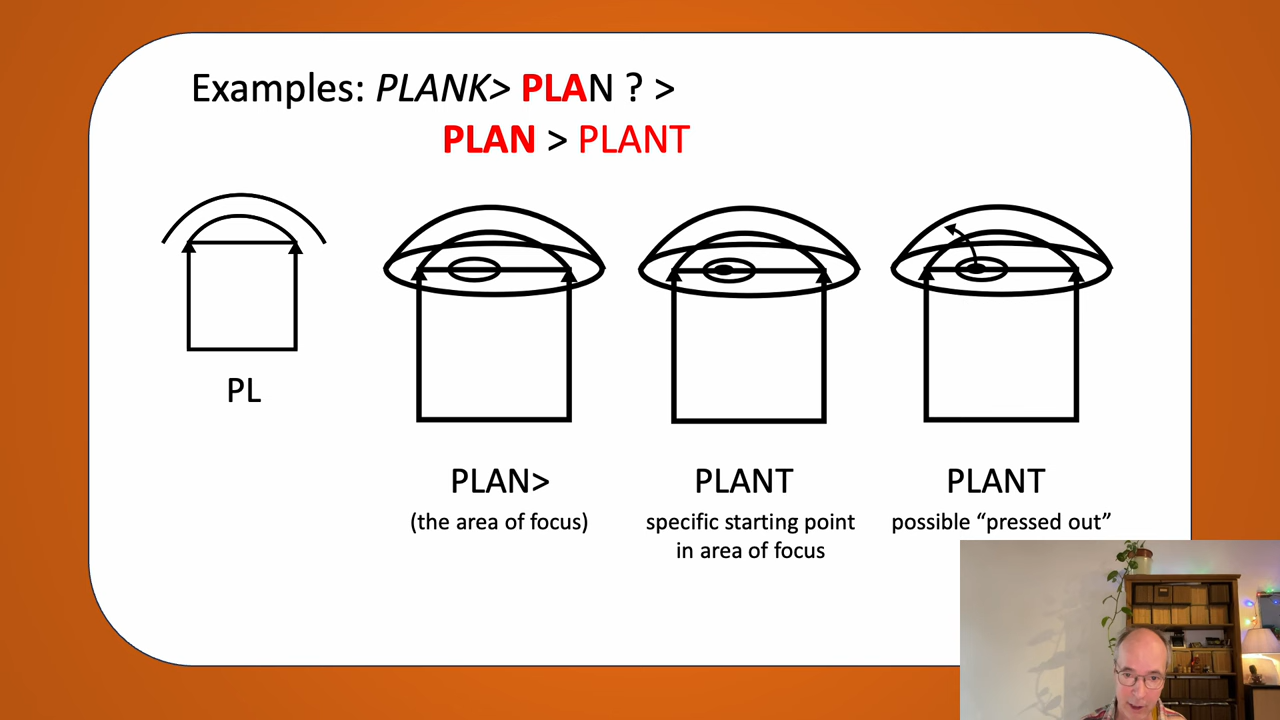 Examples: PLANK> PLAN ? >
PLAN > PLANT
PL
PLAN>
(the area of focus)
PLANT
specific starting point
in area of focus
PLANT
possible “pressed out”